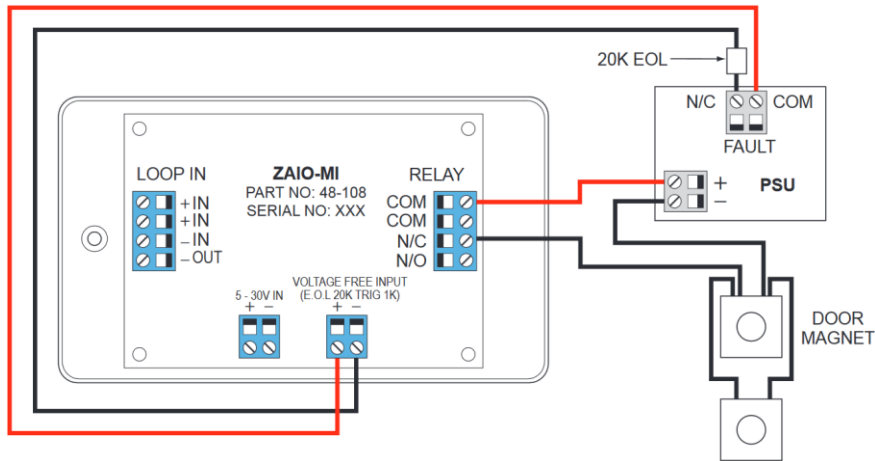 20K EOL
N/C
COM
FAULT
+
PSU
−
LOOP IN
+IN
+IN
−IN
−OUT
ZAIO-MI
PART NO: 48-108
SERIAL NO: XXX
RELAY
COM
COM
N/C
N/O
5 - 30V IN
+ −
VOLTAGE FREE INPUT
(E.O.L 20K TRIG 1K)
+ −
DOOR
MAGNET